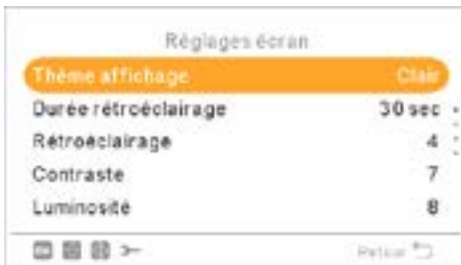 Réglages écran
Thème affichage Clair
Durée rétroéclairage 30 sec
Rétroéclairage 4
Contraste 7
Luminosité 8
Retour